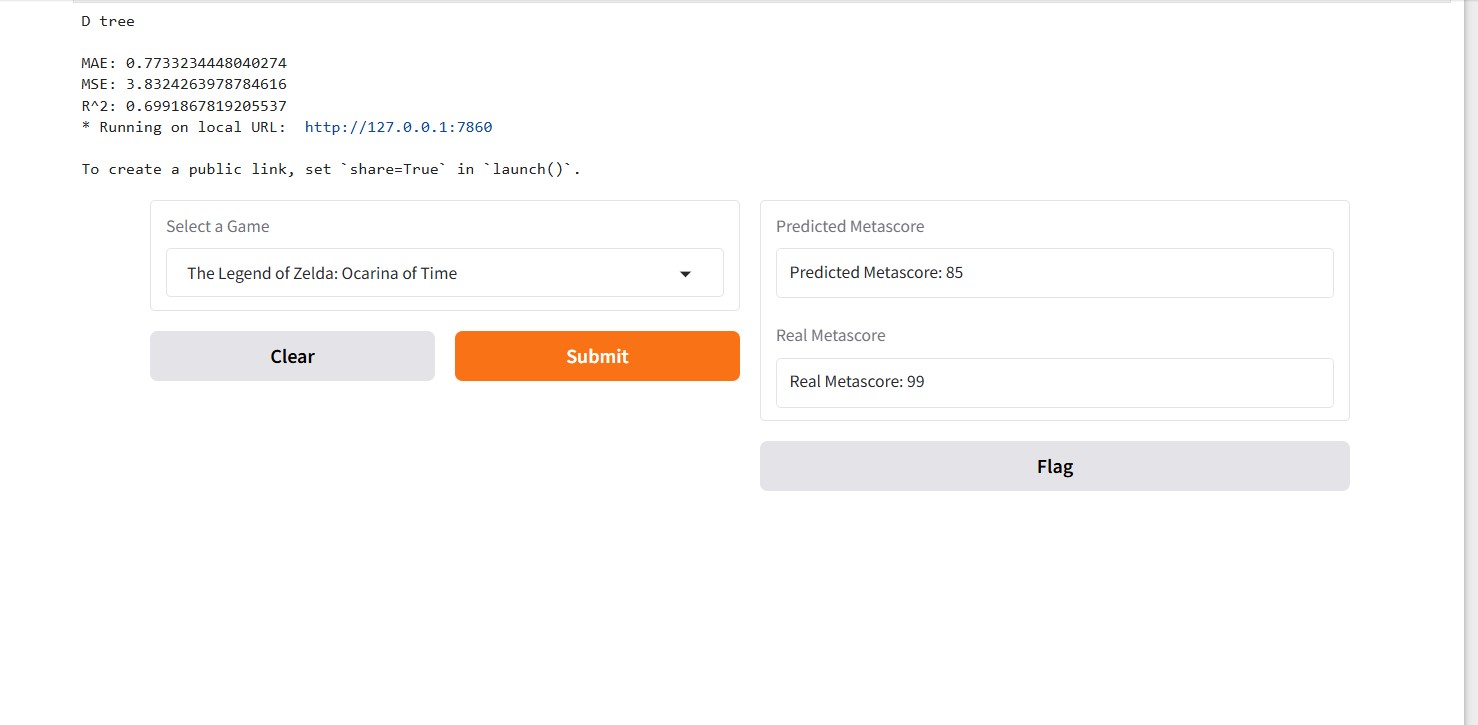 D tree
MAE: 0.7733234448040274
MSE: 3.8324263978784616
R^2: 0.6991867819205537
* Running on local URL:  http://127.0.0.1:7860
To create a public link, set `share=True` in `launch()`.
Select a Game
The Legend of Zelda: Ocarina of Time
Clear
Submit
Predicted Metascore
Predicted Metascore: 85
Real Metascore
Real Metascore: 99
Flag